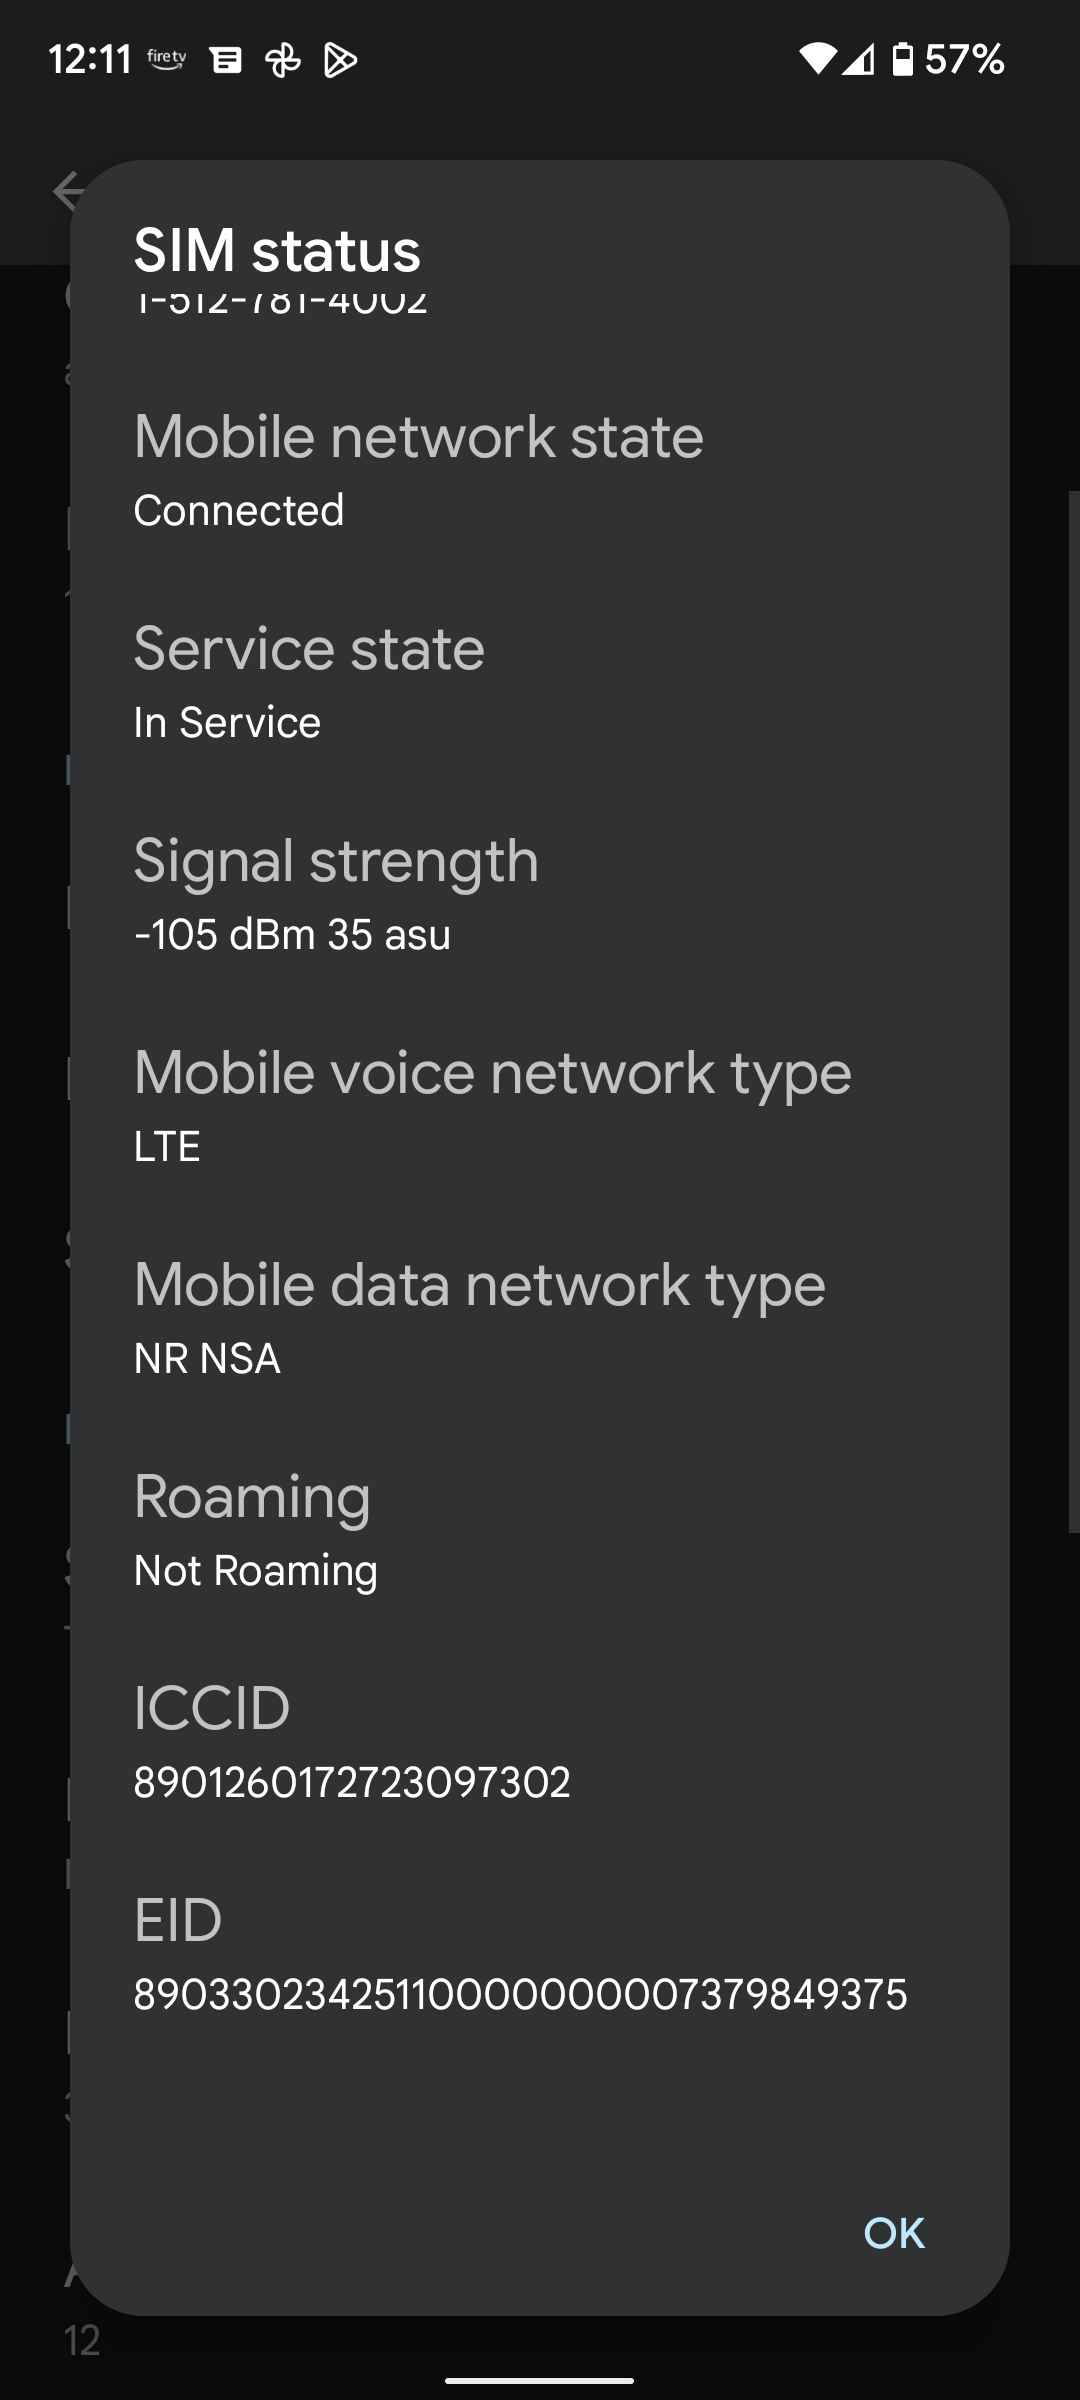 12:11 firetv 57%
SIM status
1-512-781-4002
Mobile network state
Connected
Service state
In Service
Signal strength
-105 dBm 35 asu
Mobile voice network type
LTE
Mobile data network type
NR NSA
Roaming
Not Roaming
ICCID
8901260172723097302
EID
89033023425110000000007379849375
OK
12